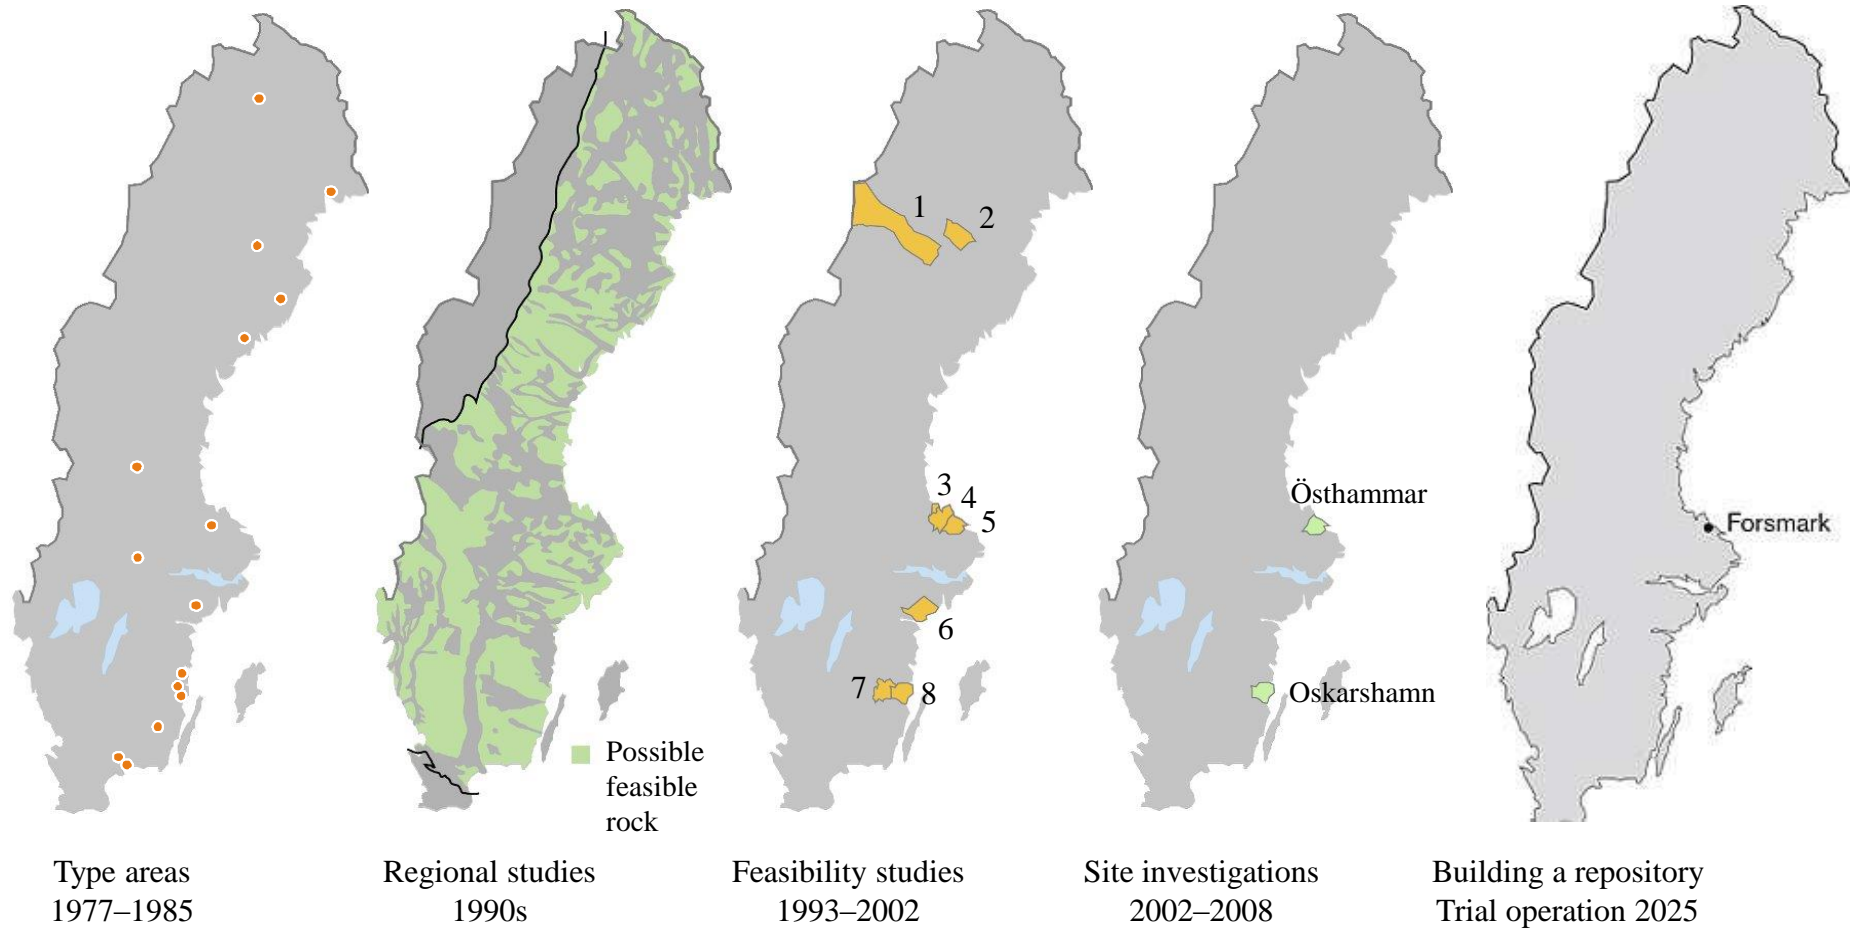 1
2
3
4
5
6
7
8
Possible
feasible
rock
Östhammar
Oskarshamn
Forsmark
Type areas
1977–1985
Regional studies
1990s
Feasibility studies
1993–2002
Site investigations
2002–2008
Building a repository
Trial operation 2025